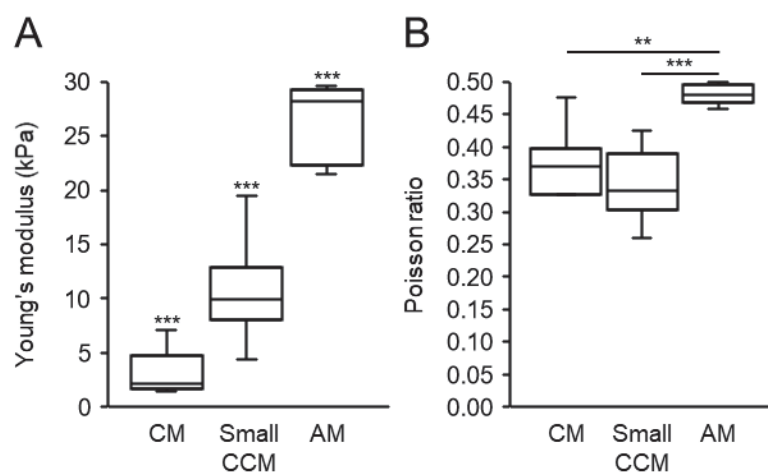 A
Young's modulus (kPa)
30
25
20
15
10
5
0
***
***
***
CM
Small
CCM
AM
B
Poisson ratio
0.50
0.45
0.40
0.35
0.30
0.25
0.20
0.15
0.10
0.05
0.00
**
***
CM
Small
CCM
AM